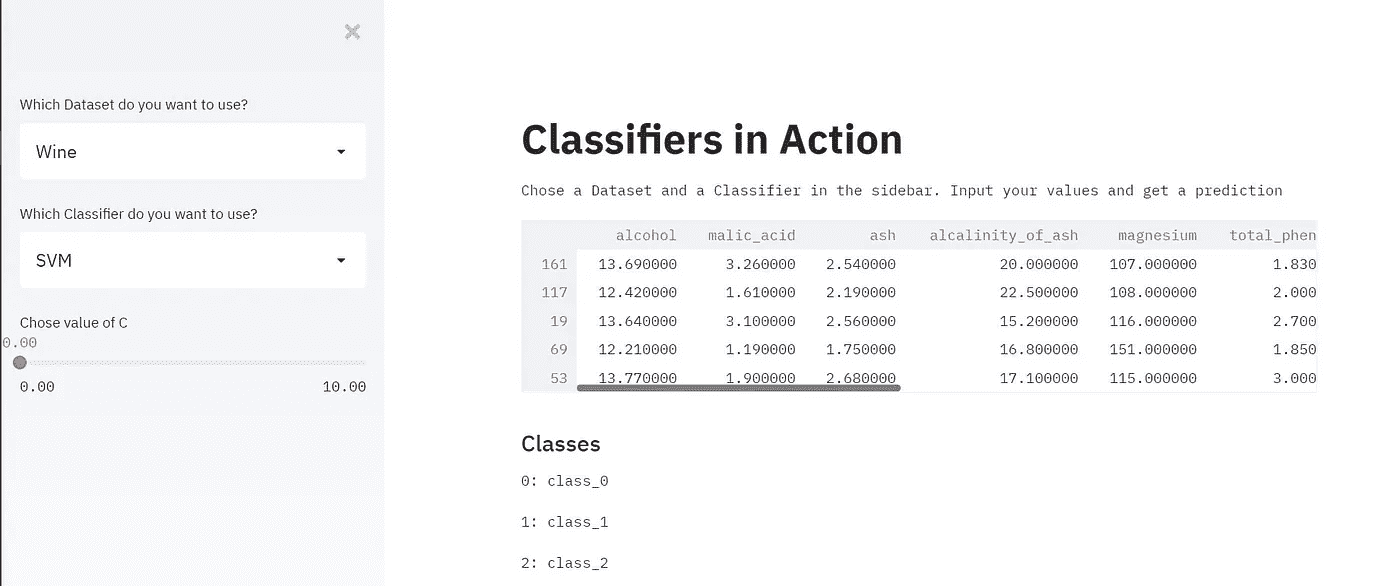 Which Dataset do you want to use?
Wine
Which Classifier do you want to use?
SVM
Chose value of C
0.00
0.00 10.00
Classifiers in Action
Chose a Dataset and a Classifier in the sidebar. Input your values and get a prediction
alcohol malic_acid ash alcalinity_of_ash magnesium total_phen
161 13.690000 3.260000 2.540000 20.000000 107.000000 1.830
117 12.420000 1.610000 2.190000 22.500000 108.000000 2.000
19 13.640000 3.100000 2.560000 15.200000 116.000000 2.700
69 12.210000 1.190000 1.750000 16.800000 151.000000 1.850
53 13.770000 1.900000 2.680000 17.100000 115.000000 3.000
Classes
0: class_0
1: class_1
2: class_2